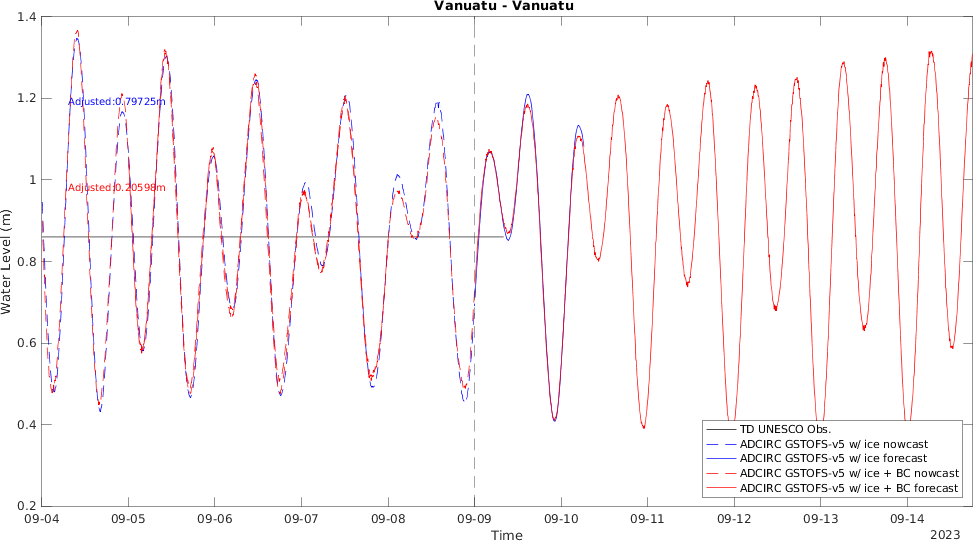 Vanuatu - Vanuatu
1.4
1.2
1
0.8
0.6
0.4
0.2
Water Level (m)
Adjusted:0.79725m
Adjusted:0.20598m
TD UNESCO Obs.
ADCIRC GSTOFS-v5 w/ ice nowcast
ADCIRC GSTOFS-v5 w/ ice forecast
ADCIRC GSTOFS-v5 w/ ice + BC nowcast
ADCIRC GSTOFS-v5 w/ ice + BC forecast
09-04 09-05 09-06 09-07 09-08 09-09 09-10 09-11 09-12 09-13 09-14
Time
2023